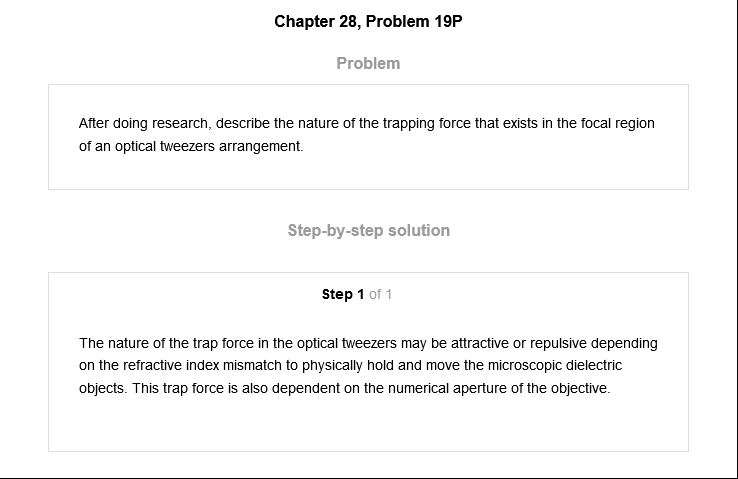 Chapter 28, Problem 19P
Problem
After doing research, describe the nature of the trapping force that exists in the focal region
of an optical tweezers arrangement.
Step-by-step solution
Step 1 of 1
The nature of the trap force in the optical tweezers may be attractive or repulsive depending
on the refractive index mismatch to physically hold and move the microscopic dielectric
objects. This trap force is also dependent on the numerical aperture of the objective.